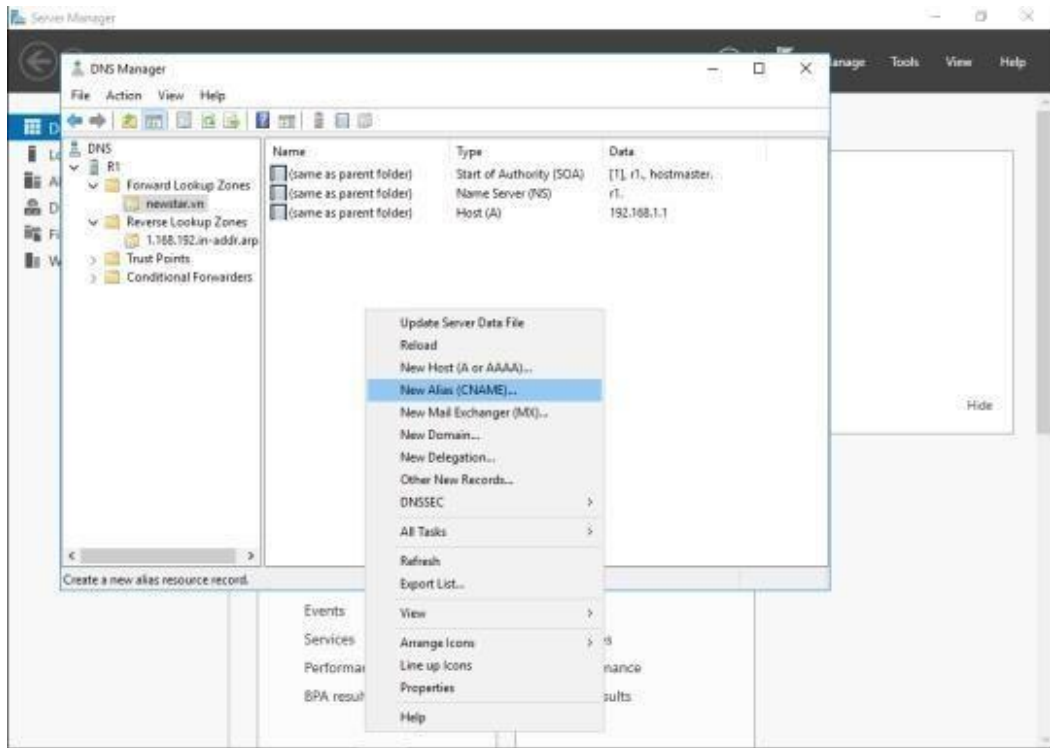 Server Manager
Manage Tools View Help
DNS Manager
File Action View Help
DNS
R1
Forward Lookup Zones
newstar.vn
Reverse Lookup Zones
1.168.192.in-addr.arp
Trust Points
Conditional Forwarders
Name Type Data
(same as parent folder) Start of Authority (SOA) [1], r1., hostmaster.
(same as parent folder) Name Server (NS) r1.
(same as parent folder) Host (A) 192.168.1.1
Update Server Data File
Reload
New Host (A or AAAA)...
New Alias (CNAME)...
New Mail Exchanger (MX)...
New Domain...
New Delegation...
Other New Records...
DNSSEC
All Tasks
Refresh
Export List...
View
Arrange Icons
Line up Icons
Properties
Help
Create a new alias resource record.
Hide
Events
Services
Performa
BPA result
mance
sults